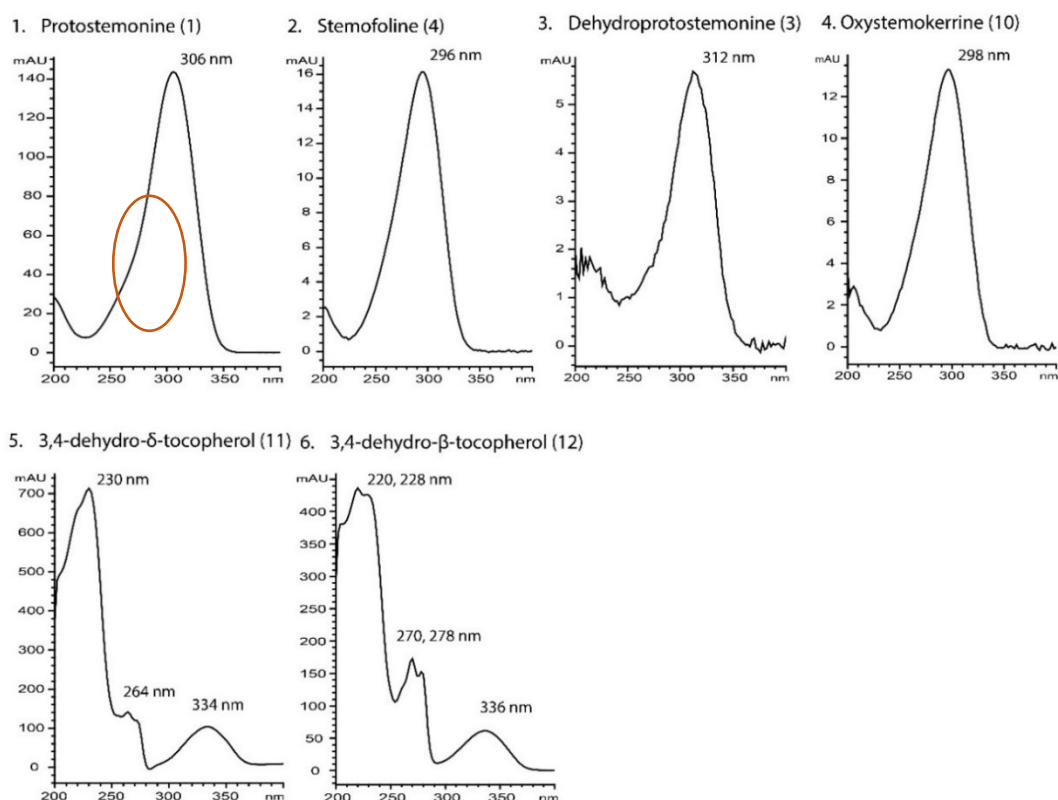 1. Protostemonine (1)
mAU
306 nm
140
120
100
80
60
40
20
0
200 250 300 350 nm
2. Stemofoline (4)
mAU
296 nm
16
14
12
10
8
6
4
2
0
200 250 300 350 nm
3. Dehydroprotostemonine (3)
mAU
312 nm
5
4
3
2
1
0
200 250 300 350 nm
4. Oxystemokerrine (10)
mAU
298 nm
12
10
8
6
4
2
0
200 250 300 350 nm
5. 3,4-dehydro-δ-tocopherol (11)
mAU
230 nm
700
600
500
400
300
200
100
0
264 nm
334 nm
200 250 300 350 nm
6. 3,4-dehydro-β-tocopherol (12)
mAU
220, 228 nm
400
350
300
250
200
150
100
50
0
270, 278 nm
336 nm
200 250 300 350 nm